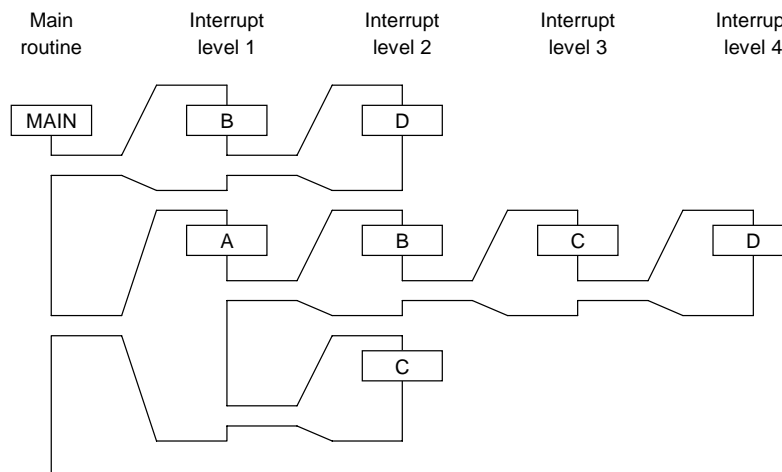 Main Interrupt Interrupt Interrupt Interrup
routine level 1 level 2 level 3 level 4
MAIN B D
A B C D
C